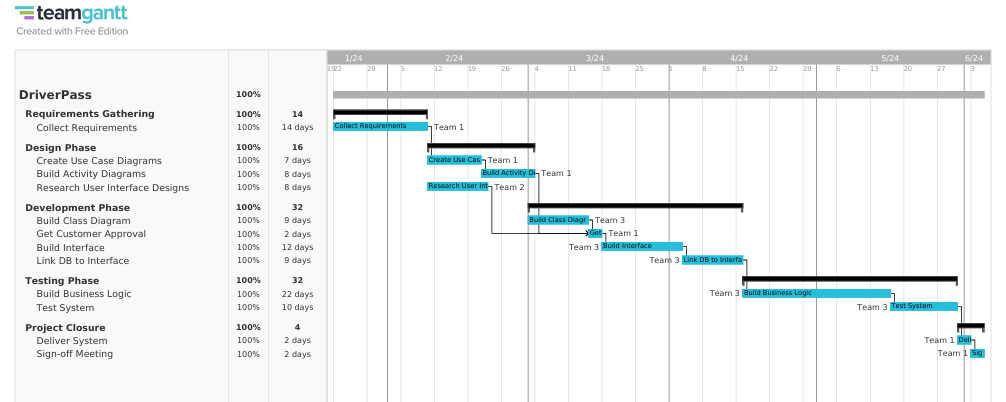 teamgantt
Created with Free Edition
1/24 2/24 3/24 4/24 5/24 6/24
22 29 5 12 19 26 4 11 18 25 1 8 15 22 29 6 13 20 27 3
DriverPass 100%
Requirements Gathering 100% 14
Collect Requirements 100% 14 days Collect Requirements Team 1
Design Phase 100% 16
Create Use Case Diagrams 100% 7 days Create Use Cas Team 1
Build Activity Diagrams 100% 8 days Build Activity D Team 1
Research User Interface Designs 100% 8 days Research User Int Team 2
Development Phase 100% 32
Build Class Diagram 100% 9 days Build Class Diagr Team 3
Get Customer Approval 100% 2 days Get Team 1
Build Interface 100% 12 days Team 3 Build Interface
Link DB to Interface 100% 9 days Team 3 Link DB to Interfa
Testing Phase 100% 32
Build Business Logic 100% 22 days Team 3 Build Business Logic
Test System 100% 10 days Team 3 Test System
Project Closure 100% 4
Deliver System 100% 2 days Team 1 Deli
Sign-off Meeting 100% 2 days Team 1 Sig